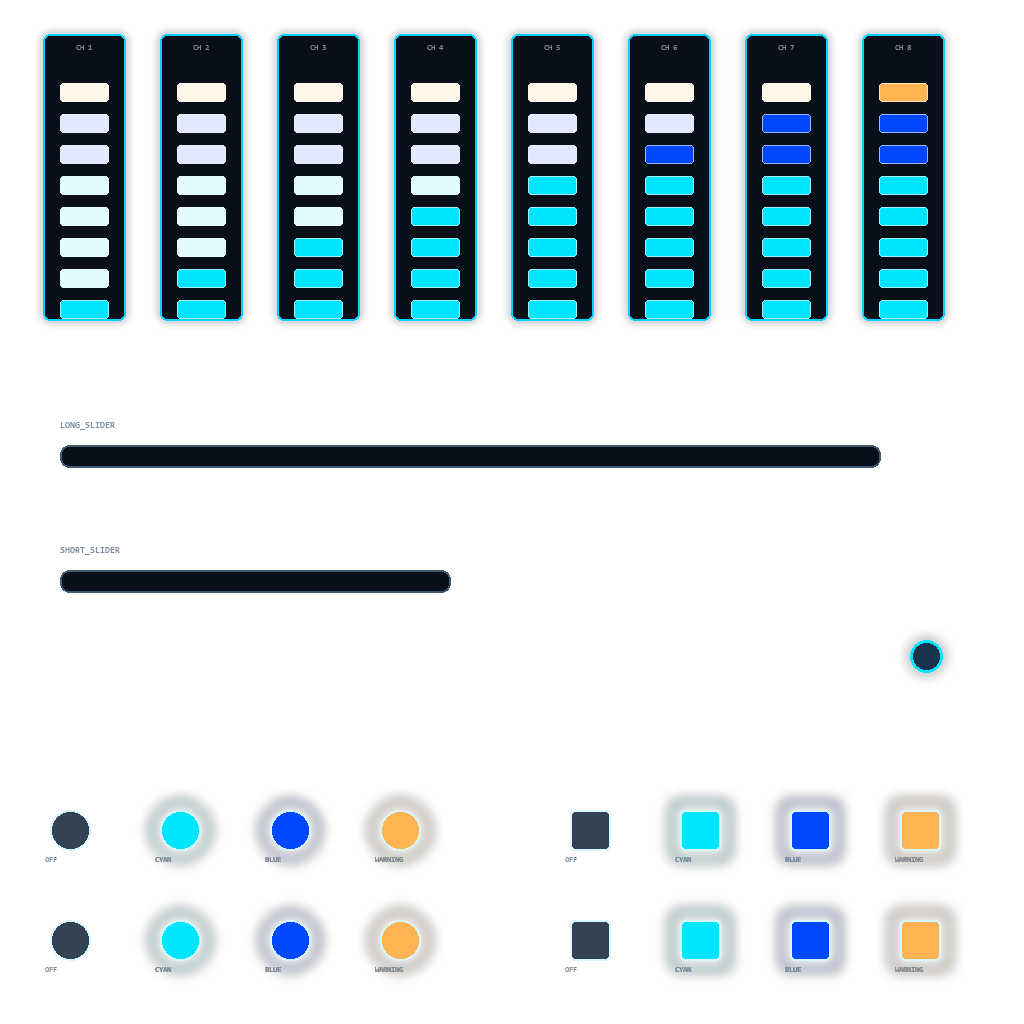 CH 1
CH 2
CH 3
CH 4
CH 5
CH 6
CH 7
CH 8
LONG_SLIDER
SHORT_SLIDER
OFF CYAN BLUE WARNING OFF CYAN BLUE WARNING
OFF CYAN BLUE WARNING OFF CYAN BLUE WARNING